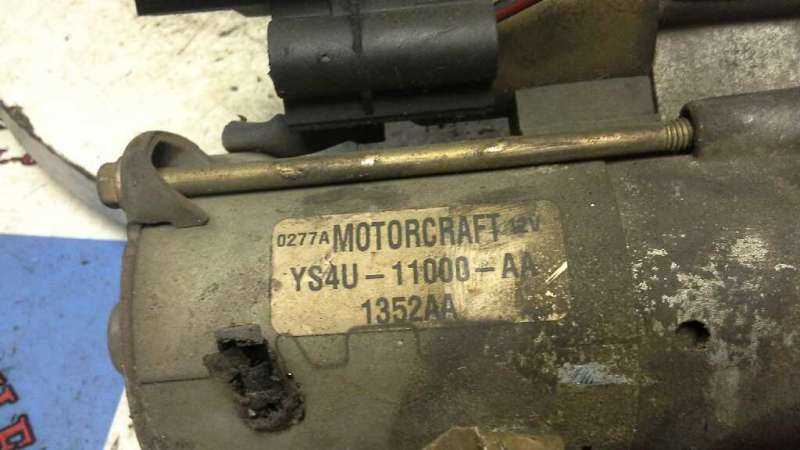 0277A MOTORCRAFT 12V
YS4U-11000-AA
1352AA